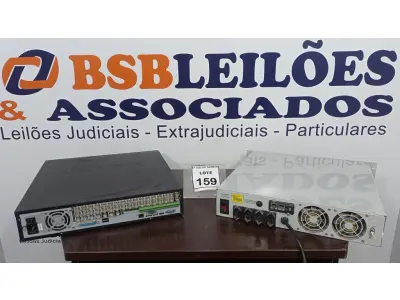 BSBLEILÕES
& ASSOCIADOS
Leilões Judiciais - Extrajudiciais - Particulares
LOTE
159